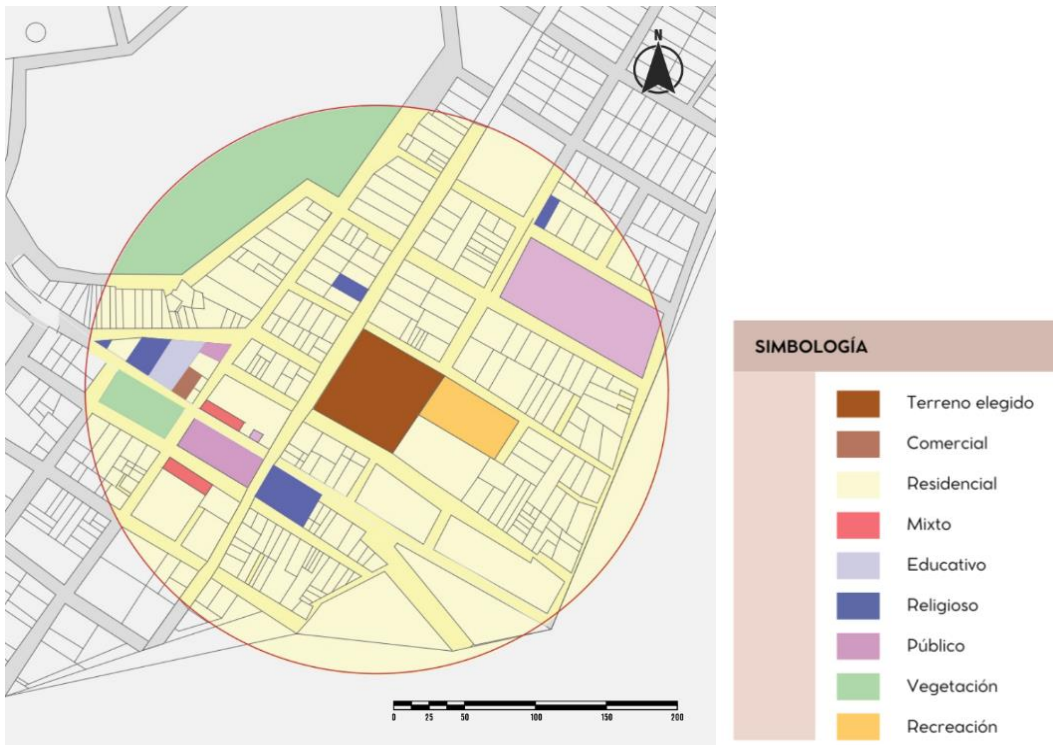 N
SIMBOLOGÍA
Terreno elegido
Comercial
Residencial
Mixto
Educativo
Religioso
Público
Vegetación
Recreación
0 25 50 100 150 200